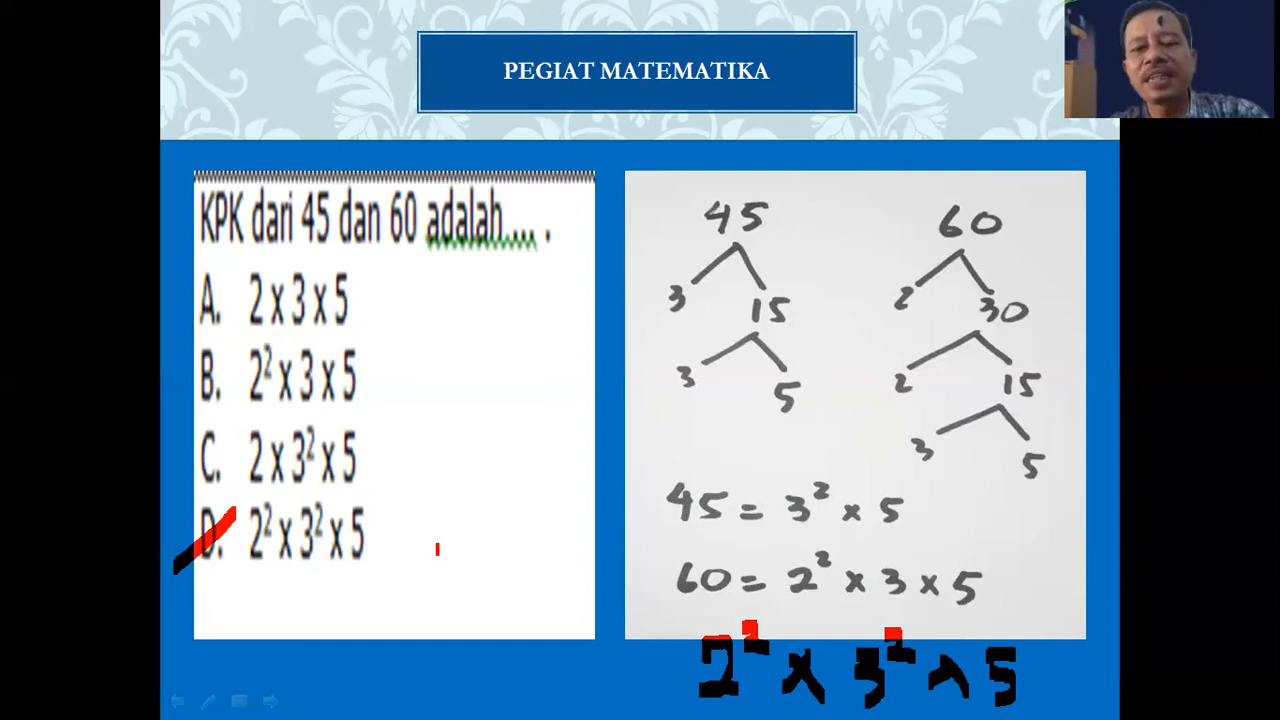 PEGIAT MATEMATIKA
KPK dari 45 dan 60 adalah ... .
A. 2 x 3 x 5
B. 2² x 3 x 5
C. 2 x 3² x 5
D. 2² x 3² x 5
45
3 15
3 5
60
2 30
2 15
3 5
45 = 3² × 5
60 = 2² × 3 × 5
2² × 3² × 5